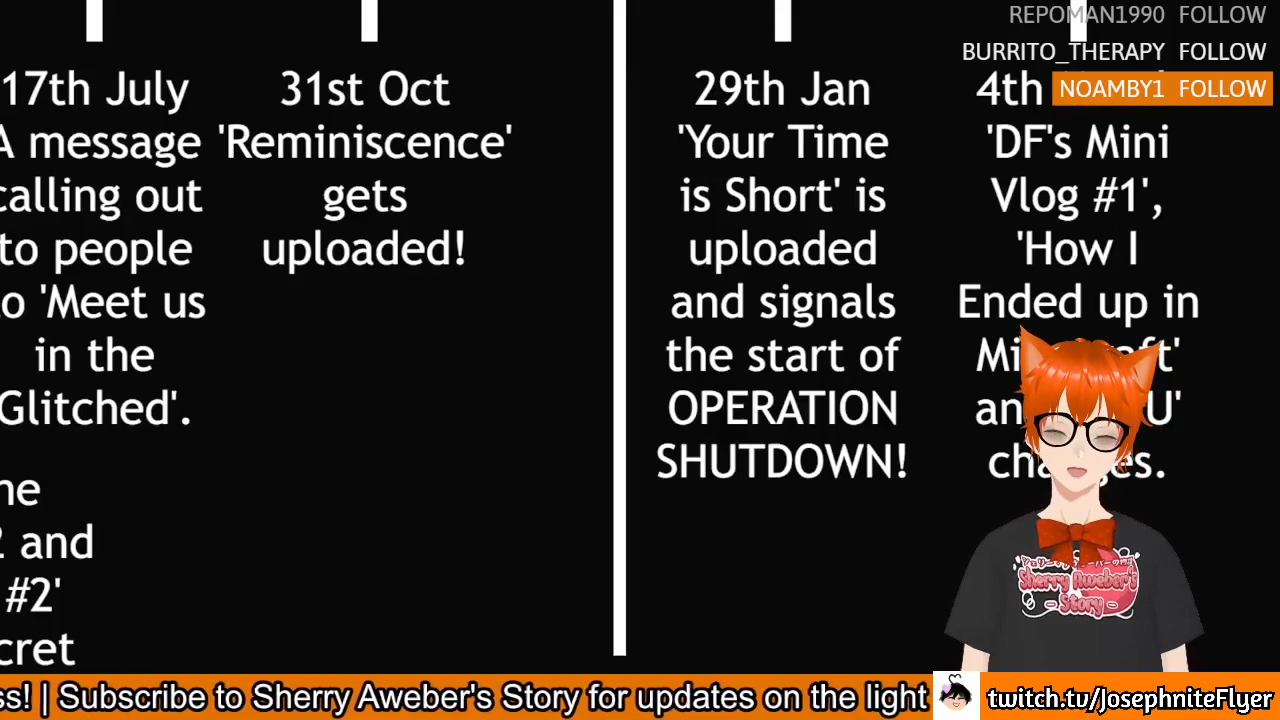 REPOMAN1990 FOLLOW
BURRITO_THERAPY FOLLOW
NOAMBY1 FOLLOW
17th July
A message
calling out
to people
to 'Meet us
in the
Glitched'.
and
#2'
31st Oct
'Reminiscence'
gets
uploaded!
29th Jan
'Your Time
is Short' is
uploaded
and signals
the start of
OPERATION
SHUTDOWN!
4th
'DF's Mini
Vlog #1',
'How I
Ended up in
Sherry Aweber's
- Story -
| Subscribe to Sherry Aweber's Story for updates on the light
twitch.tv/JosephniteFlyer